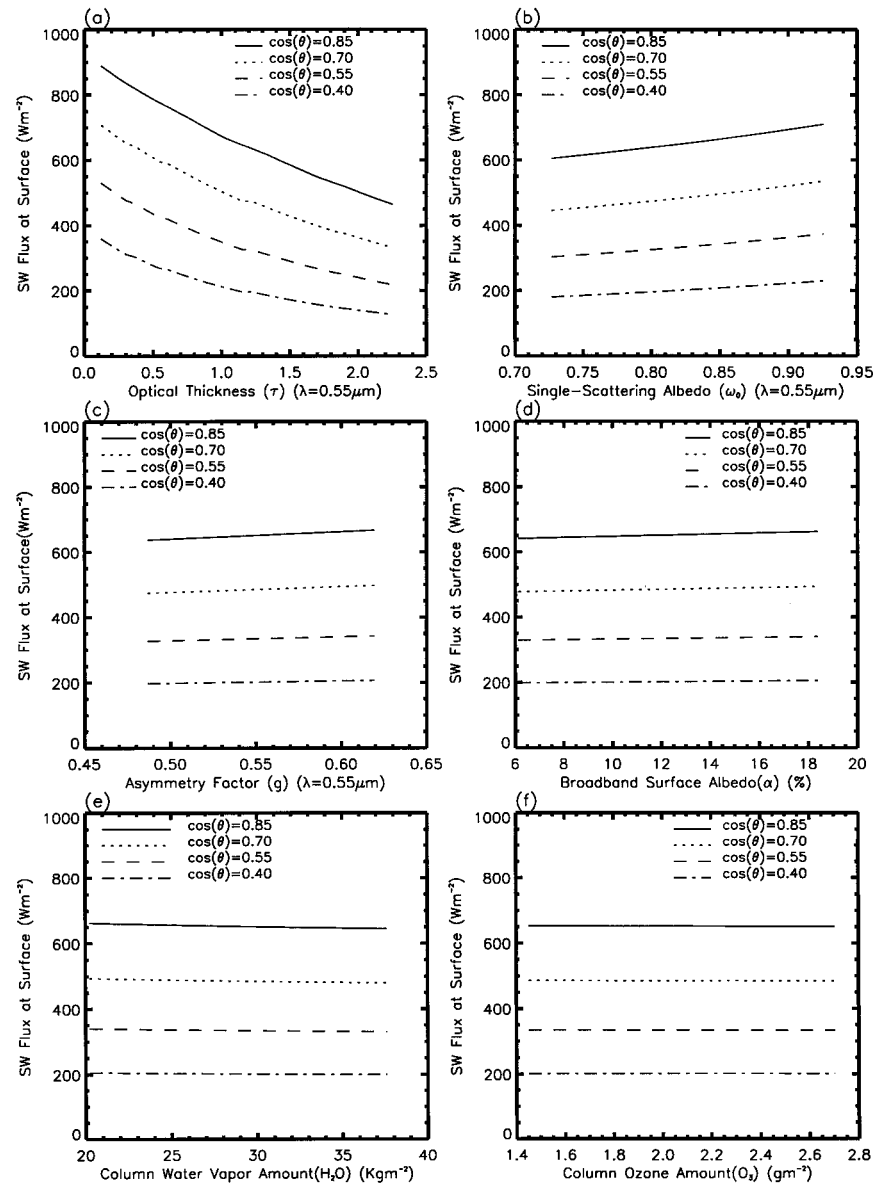 (a)
1000
800
600
400
200
0
SW Flux at Surface (Wm⁻²)
cos(θ)=0.85
cos(θ)=0.70
cos(θ)=0.55
cos(θ)=0.40
0.0 0.5 1.0 1.5 2.0 2.5
Optical Thickness (τ) (λ=0.55μm)
(b)
1000
800
600
400
200
0
SW Flux at Surface (Wm⁻²)
cos(θ)=0.85
cos(θ)=0.70
cos(θ)=0.55
cos(θ)=0.40
0.70 0.75 0.80 0.85 0.90 0.95
Single-Scattering Albedo (ω₀) (λ=0.55μm)
(c)
1000
800
600
400
200
0
SW Flux at Surface(Wm⁻²)
cos(θ)=0.85
cos(θ)=0.70
cos(θ)=0.55
cos(θ)=0.40
0.45 0.50 0.55 0.60 0.65
Asymmetry Factor (g) (λ=0.55μm)
(d)
1000
800
600
400
200
0
SW Flux at Surface (Wm⁻²)
cos(θ)=0.85
cos(θ)=0.70
cos(θ)=0.55
cos(θ)=0.40
6 8 10 12 14 16 18 20
Broadband Surface Albedo(α) (%)
(e)
1000
800
600
400
200
0
SW Flux at Surface (Wm⁻²)
cos(θ)=0.85
cos(θ)=0.70
cos(θ)=0.55
cos(θ)=0.40
20 25 30 35 40
Column Water Vapor Amount(H₂O) (Kgm⁻²)
(f)
1000
800
600
400
200
0
SW Flux at Surface (Wm⁻²)
cos(θ)=0.85
cos(θ)=0.70
cos(θ)=0.55
cos(θ)=0.40
1.4 1.6 1.8 2.0 2.2 2.4 2.6 2.8
Column Ozone Amount(O₃) (gm⁻²)